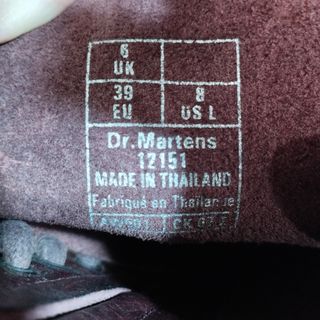 6
UK
39 8
EU US L
Dr.Martens
12151
MADE IN THAILAND
Fabriqué en Thaïlande